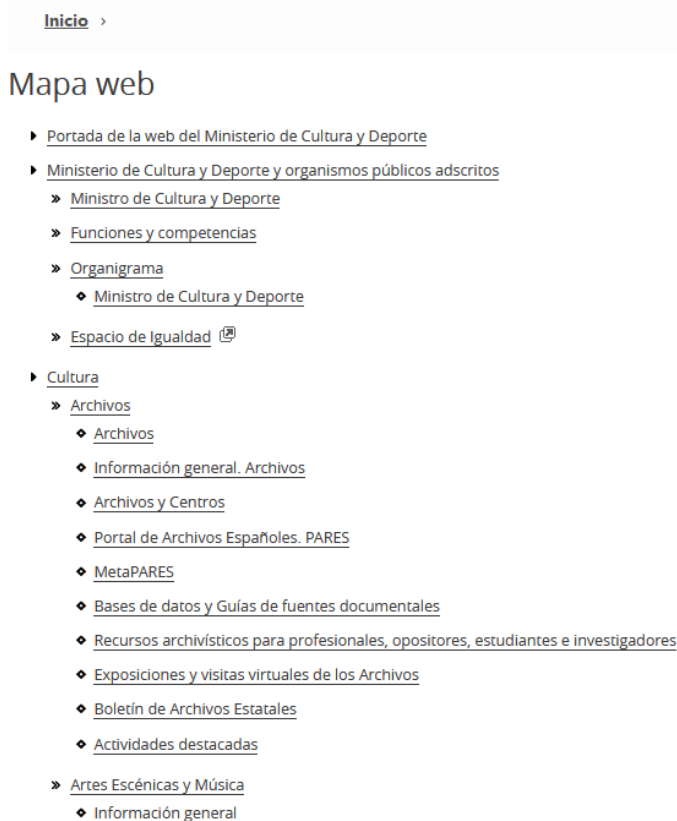 Inicio ›
Mapa web
Portada de la web del Ministerio de Cultura y Deporte
Ministerio de Cultura y Deporte y organismos públicos adscritos
Ministro de Cultura y Deporte
Funciones y competencias
Organigrama
Ministro de Cultura y Deporte
Espacio de Igualdad
Cultura
Archivos
Archivos
Información general. Archivos
Archivos y Centros
Portal de Archivos Españoles. PARES
MetaPARES
Bases de datos y Guías de fuentes documentales
Recursos archivísticos para profesionales, opositores, estudiantes e investigadores
Exposiciones y visitas virtuales de los Archivos
Boletín de Archivos Estatales
Actividades destacadas
Artes Escénicas y Música
Información general